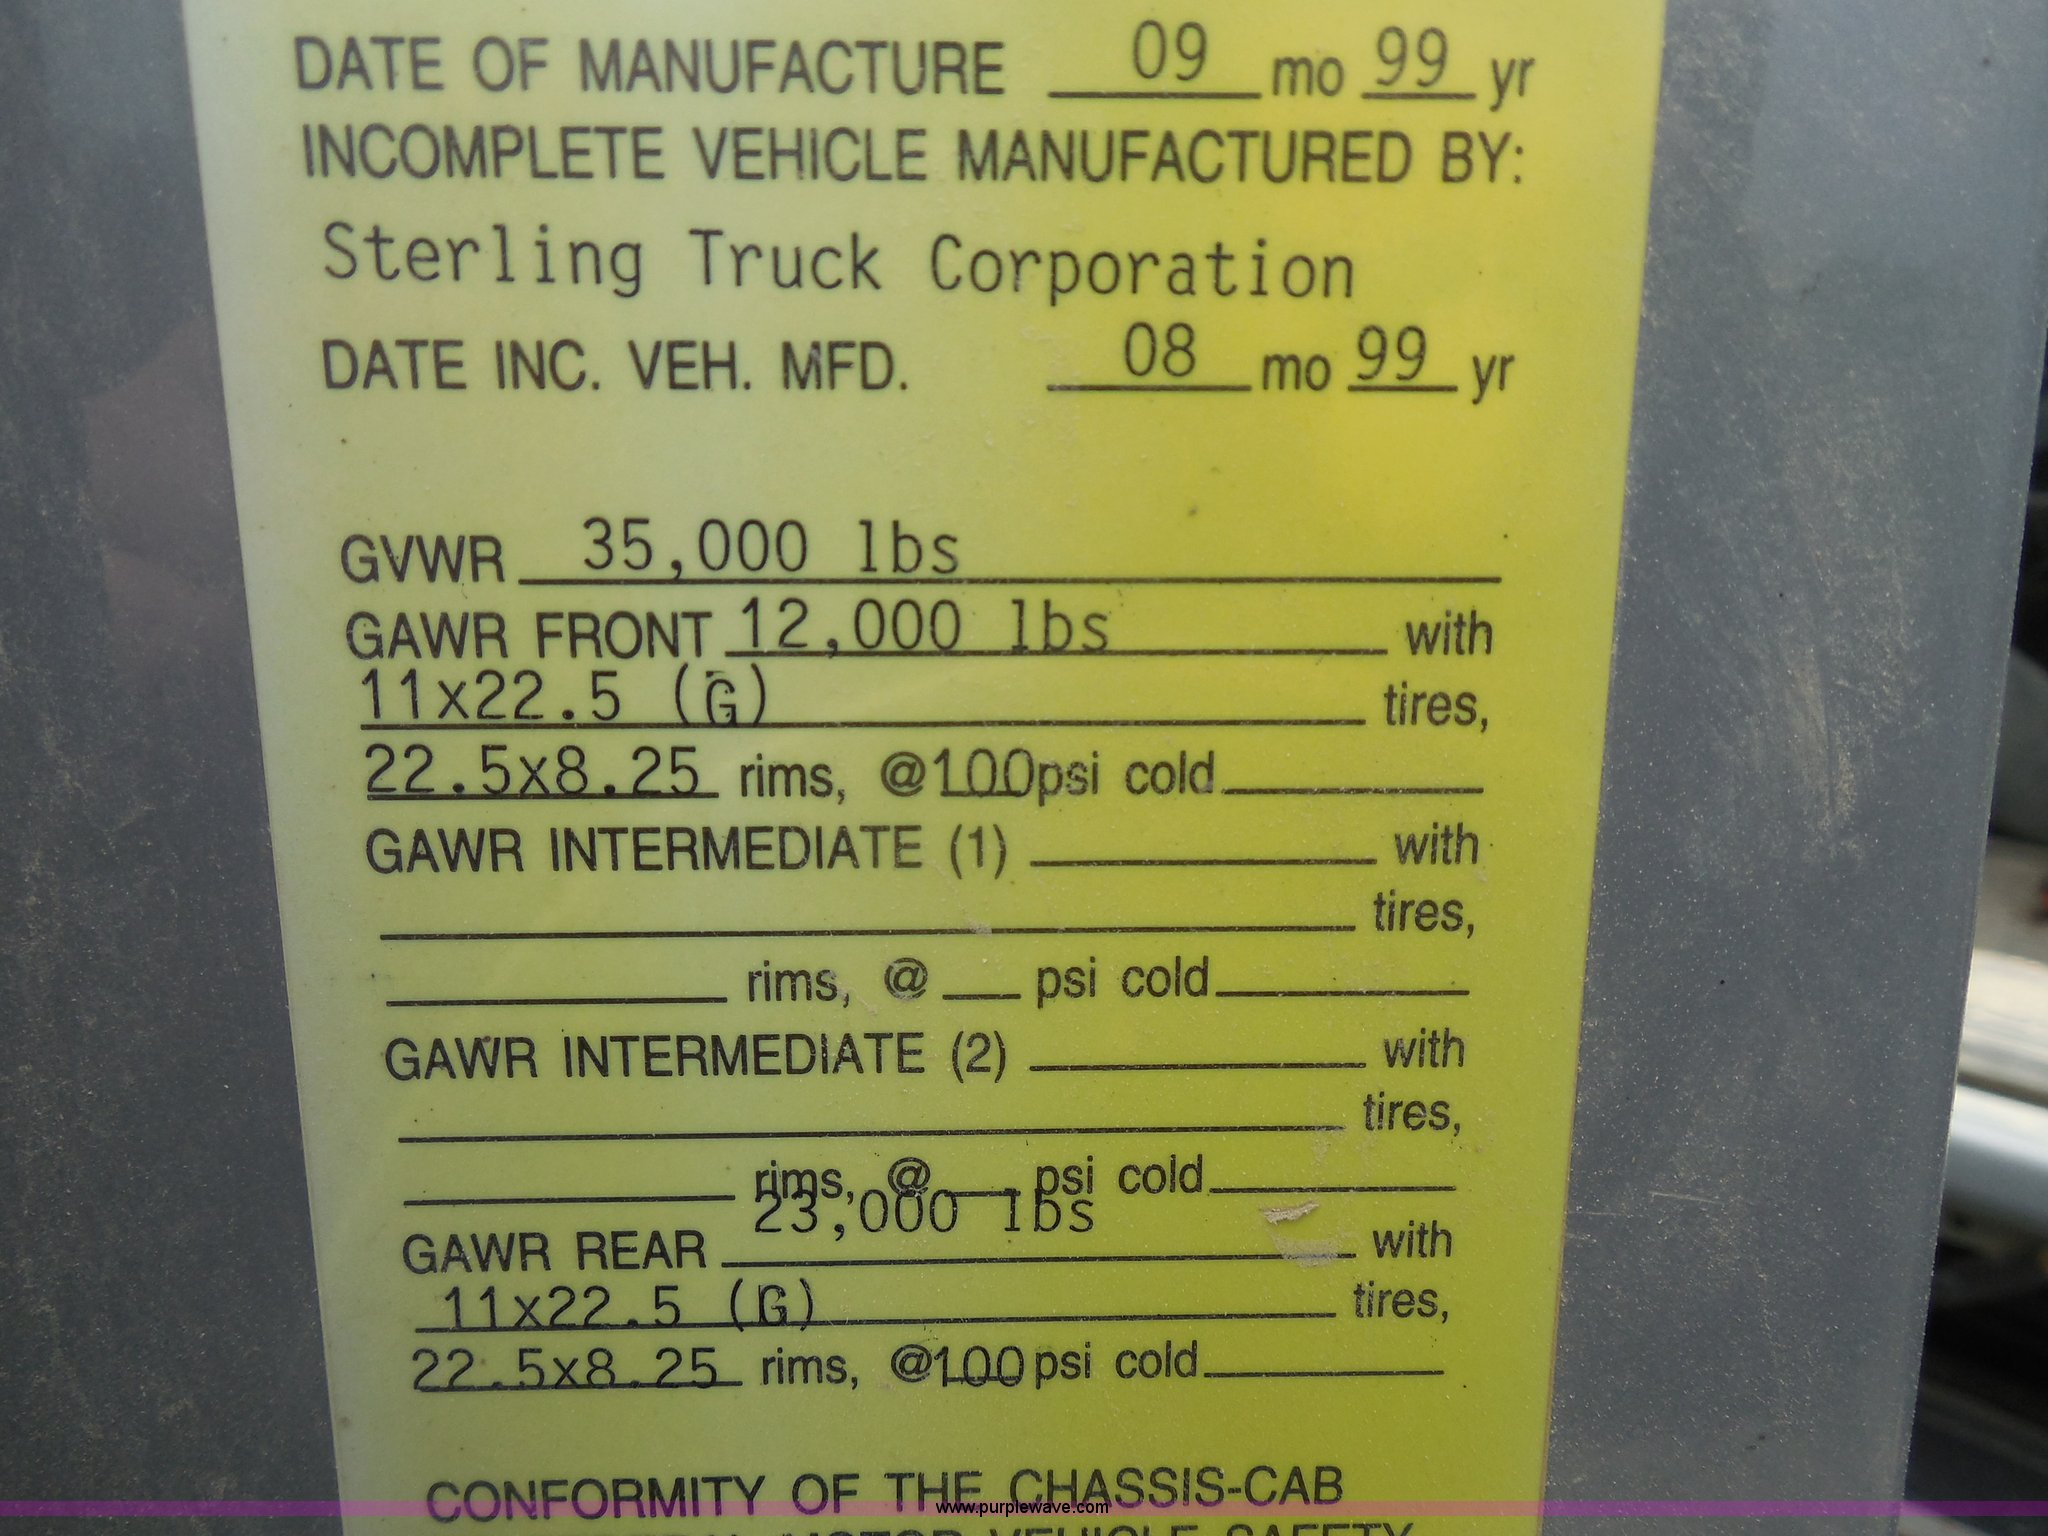 DATE OF MANUFACTURE 09 mo 99 yr
INCOMPLETE VEHICLE MANUFACTURED BY:
Sterling Truck Corporation
DATE INC. VEH. MFD. 08 mo 99 yr
GVWR 35,000 lbs
GAWR FRONT 12,000 lbs with
11x22.5 (G) tires,
22.5x8.25 rims, @100psi cold
GAWR INTERMEDIATE (1) with
tires,
rims, @ psi cold
GAWR INTERMEDIATE (2) with
tires,
rims, @ psi cold
23,000 lbs
GAWR REAR with
11x22.5 (G) tires,
22.5x8.25 rims, @100psi cold
CONFORMITY OF THE CHASSIS-CAB
www.purplewave.com
MOTOR VEHICLE SAFETY